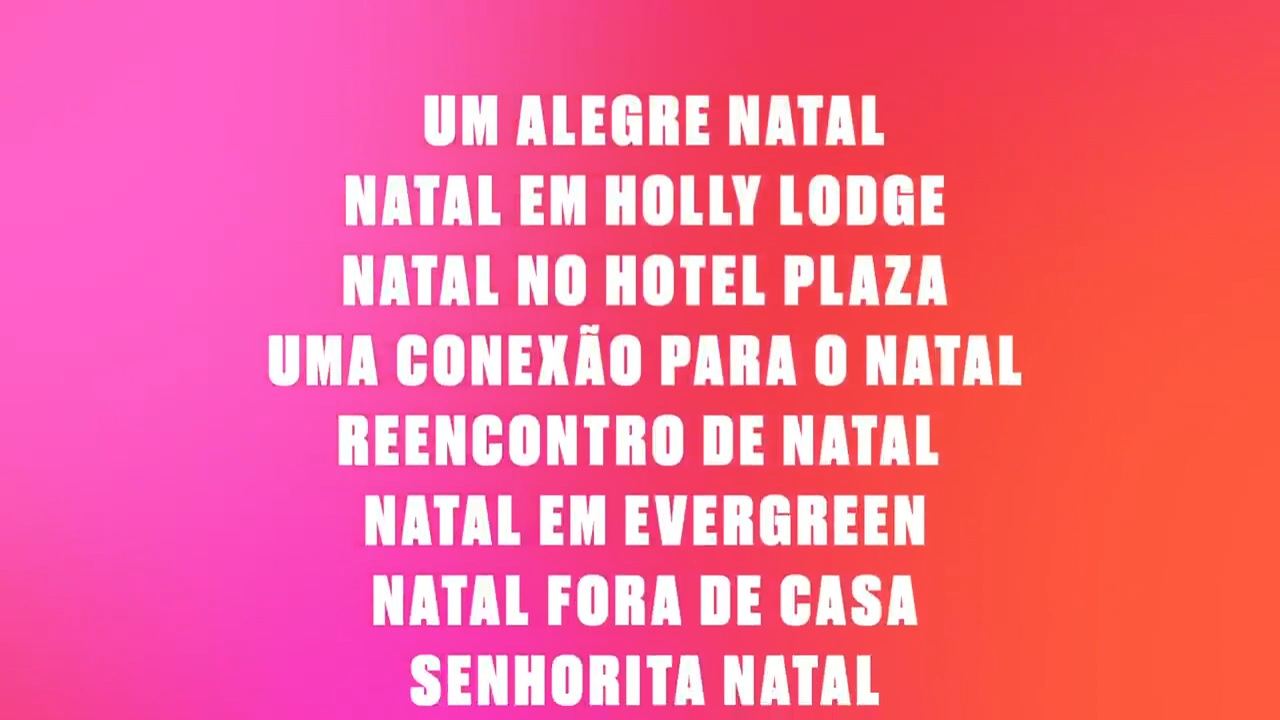 UM ALEGRE NATAL
NATAL EM HOLLY LODGE
NATAL NO HOTEL PLAZA
UMA CONEXÃO PARA O NATAL
REENCONTRO DE NATAL
NATAL EM EVERGREEN
NATAL FORA DE CASA
SENHORITA NATAL